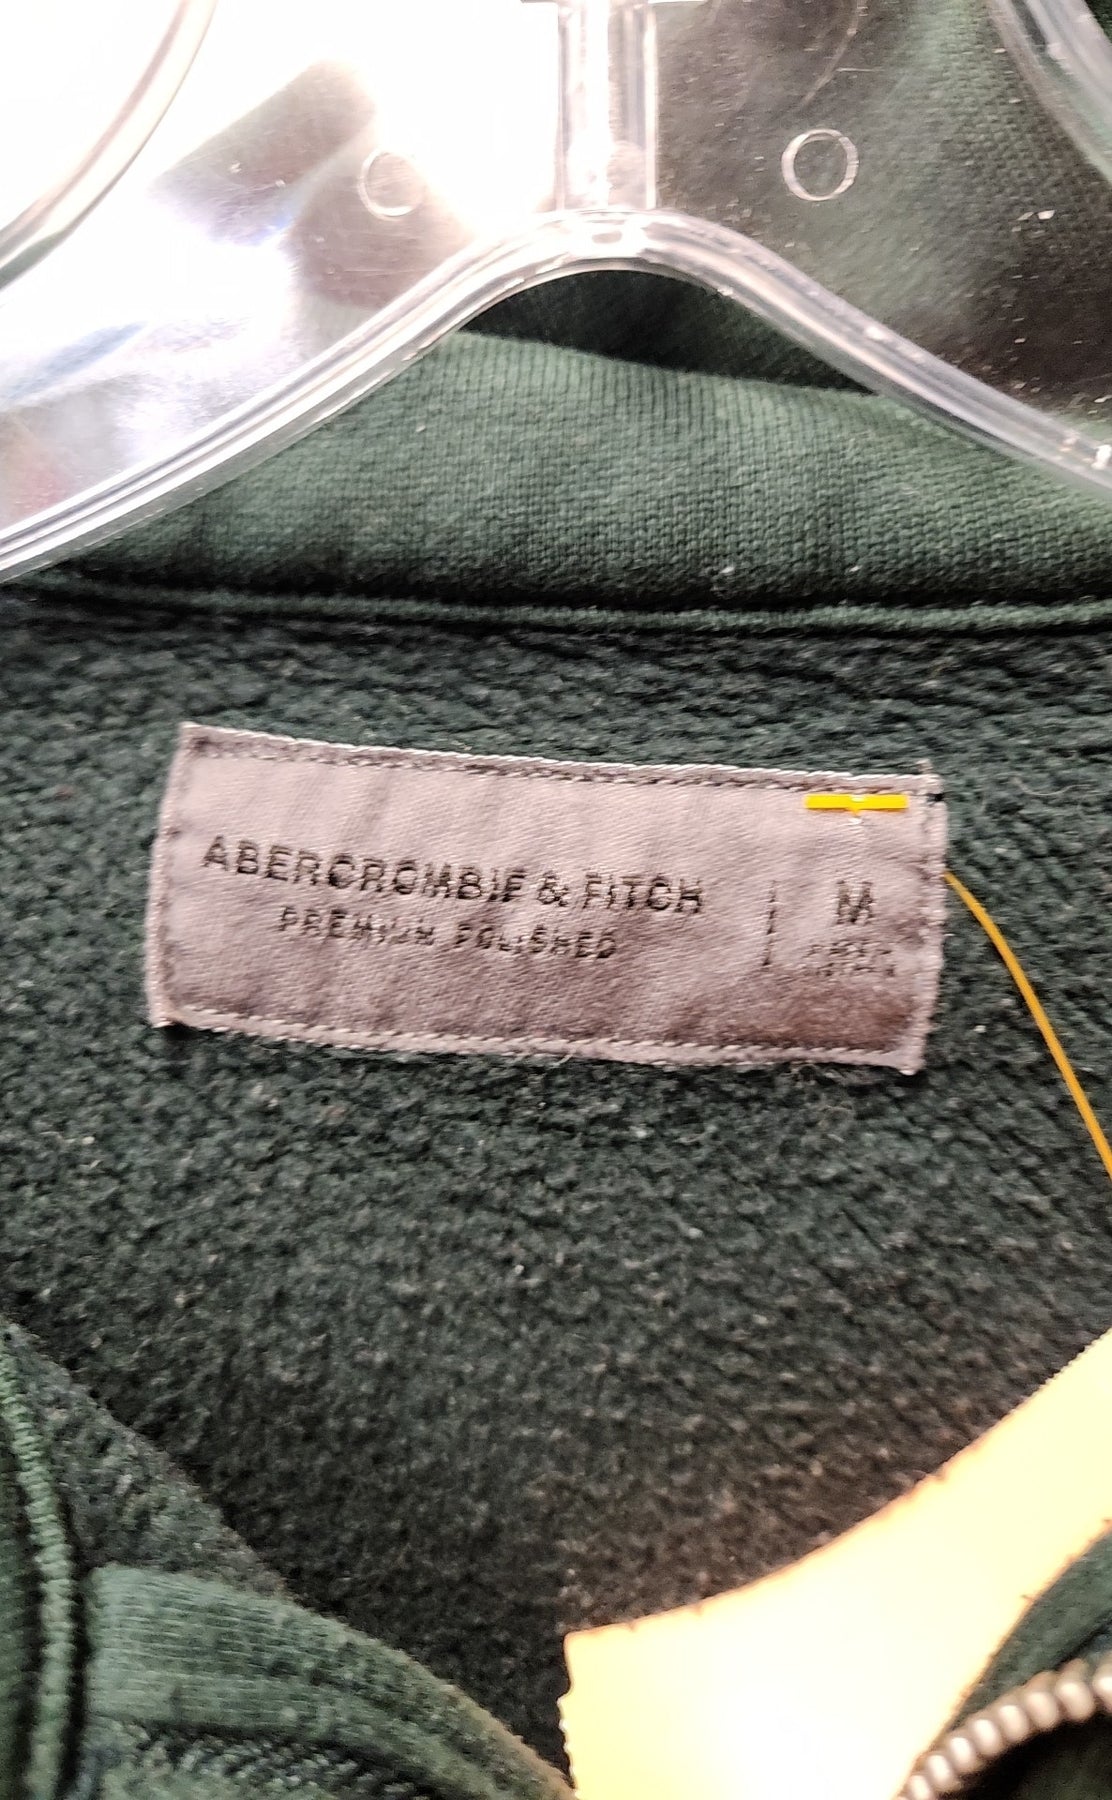 ABERCROMBIE & FITCH
PREMIUM POLISHED
M